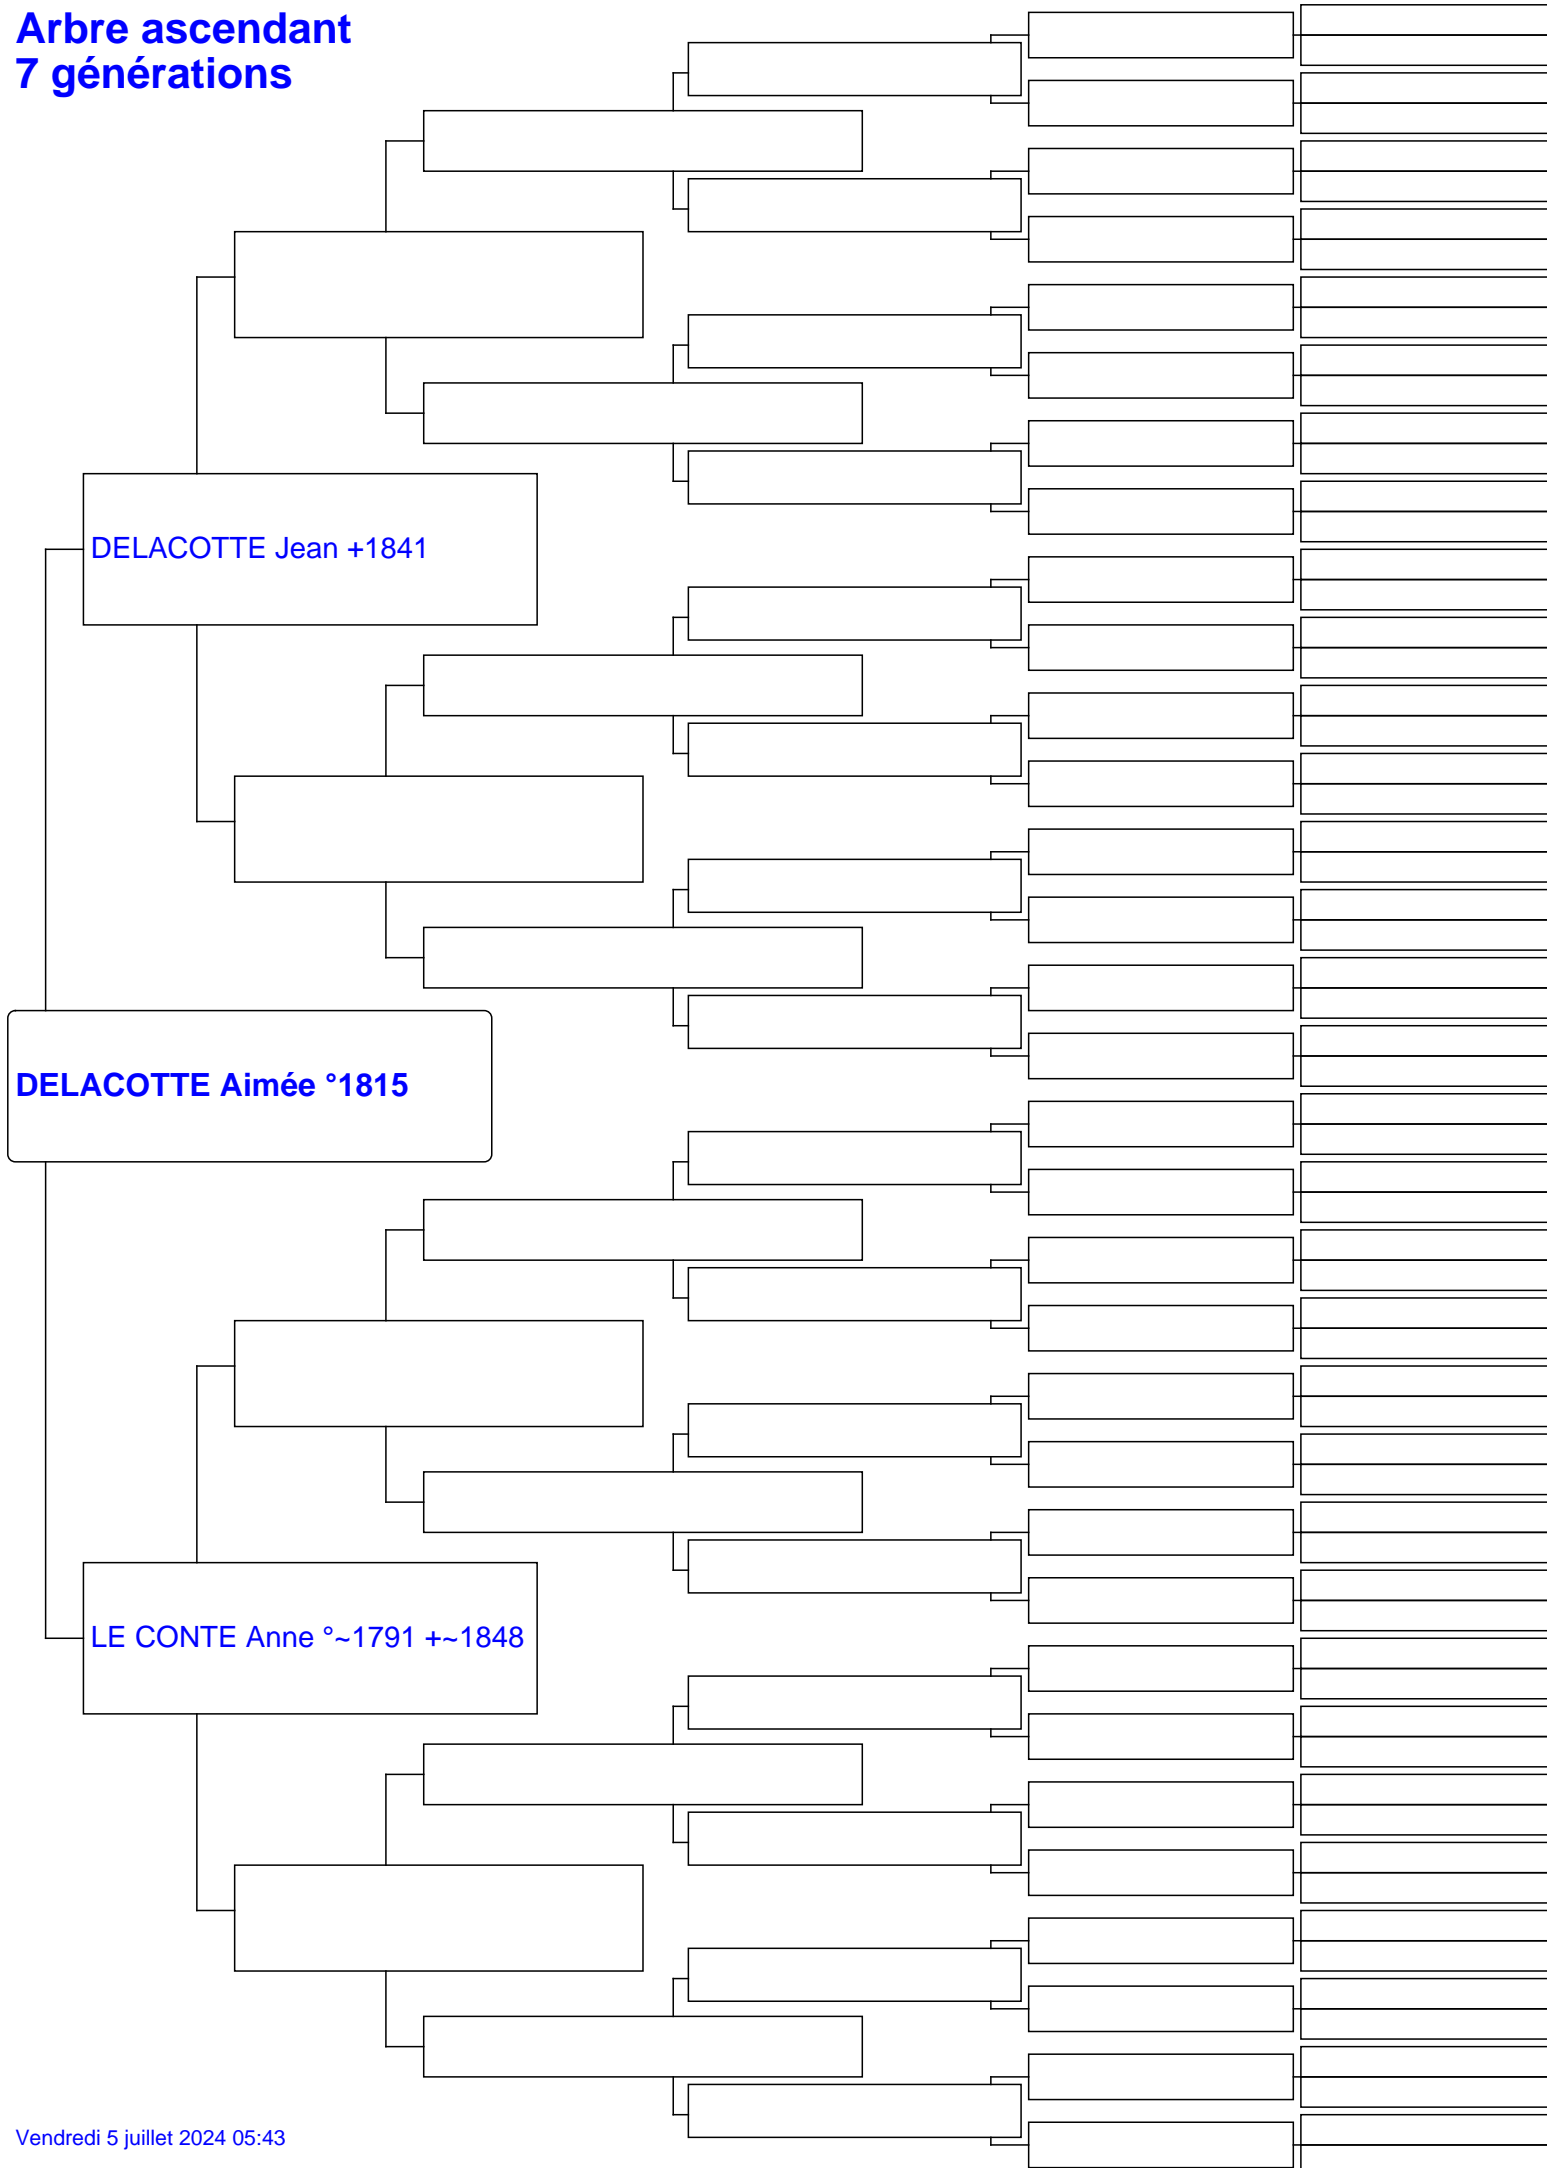 Arbre ascendant
7 générations
DELACOTTE Jean +1841
DELACOTTE Aimée °1815
LE CONTE Anne °~1791 +~1848
Vendredi 5 juillet 2024 05:43